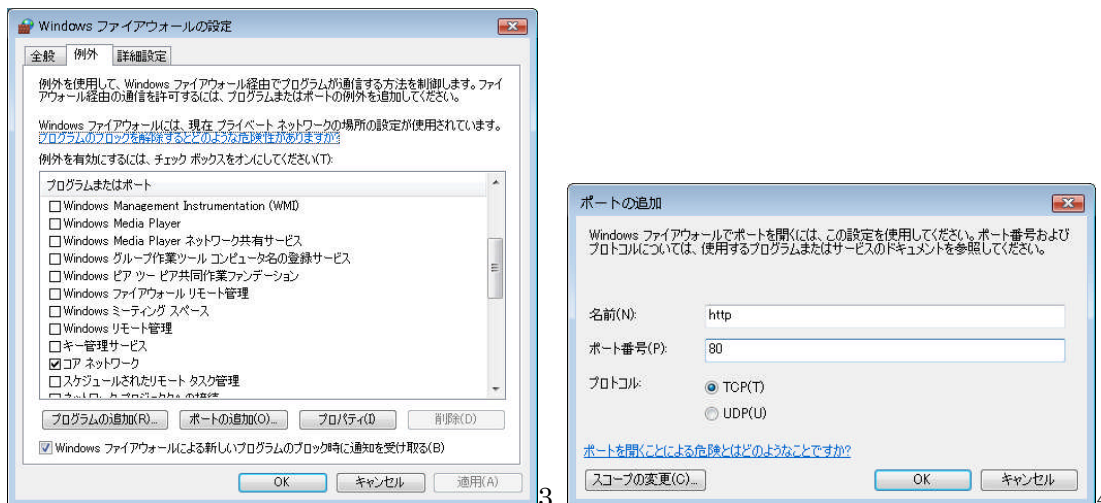 Windows ファイアウォールの設定
全般 例外 詳細設定
例外を使用して、Windows ファイアウォール経由でプログラムが通信する方法を制御します。ファイ
アウォール経由の通信を許可するには、プログラムまたはポートの例外を追加してください。
Windows ファイアウォールには、現在 プライベート ネットワークの場所の設定が使用されています。
プログラムのブロックを解除するとどのような危険性がありますか?
例外を有効にするには、チェック ボックスをオンにしてください(T):
プログラムまたはポート
Windows Management Instrumentation (WMI)
Windows Media Player
Windows Media Player ネットワーク共有サービス
Windows グループ作業ツール コンピュータ名の登録サービス
Windows ピア ツー ピア共同作業ファンデーション
Windows ファイアウォール リモート管理
Windows ミーティング スペース
Windows リモート管理
キー管理サービス
コア ネットワーク
スケジュールされたリモート タスク管理
プログラムの追加(R)... ポートの追加(O)... プロパティ(I) 削除(D)
Windows ファイアウォールによる新しいプログラムのブロック時に通知を受け取る(B)
OK キャンセル 適用(A)
3
ポートの追加
Windows ファイアウォールでポートを開くには、この設定を使用してください。ポート番号および
プロトコルについては、使用するプログラムまたはサービスのドキュメントを参照してください。
名前(N): http
ポート番号(P): 80
プロトコル: TCP(T)
UDP(U)
ポートを開くことによる危険とはどのようなことですか?
スコープの変更(C)... OK キャンセル